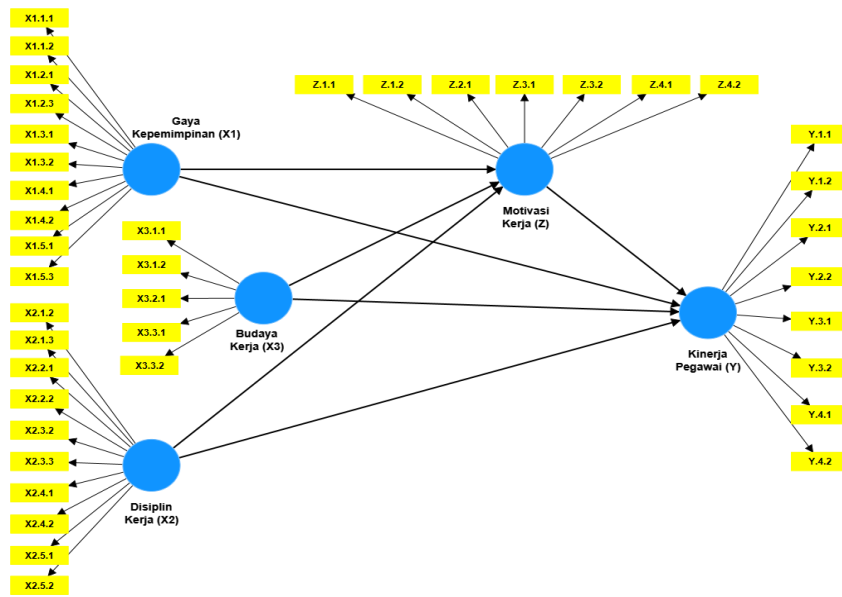 X1.1.1
X1.1.2
X1.2.1
X1.2.3
X1.3.1
X1.3.2
X1.4.1
X1.4.2
X1.5.1
X1.5.3
Gaya
Kepemimpinan (X1)
Z.1.1
Z.1.2
Z.2.1
Z.3.1
Z.3.2
Z.4.1
Z.4.2
Motivasi
Kerja (Z)
X3.1.1
X3.1.2
X3.2.1
X3.3.1
X3.3.2
Budaya
Kerja (X3)
X2.1.2
X2.1.3
X2.2.1
X2.2.2
X2.3.2
X2.3.3
X2.4.1
X2.4.2
X2.5.1
X2.5.2
Disiplin
Kerja (X2)
Y.1.1
Y.1.2
Y.2.1
Y.2.2
Y.3.1
Y.3.2
Y.4.1
Y.4.2
Kinerja
Pegawai (Y)